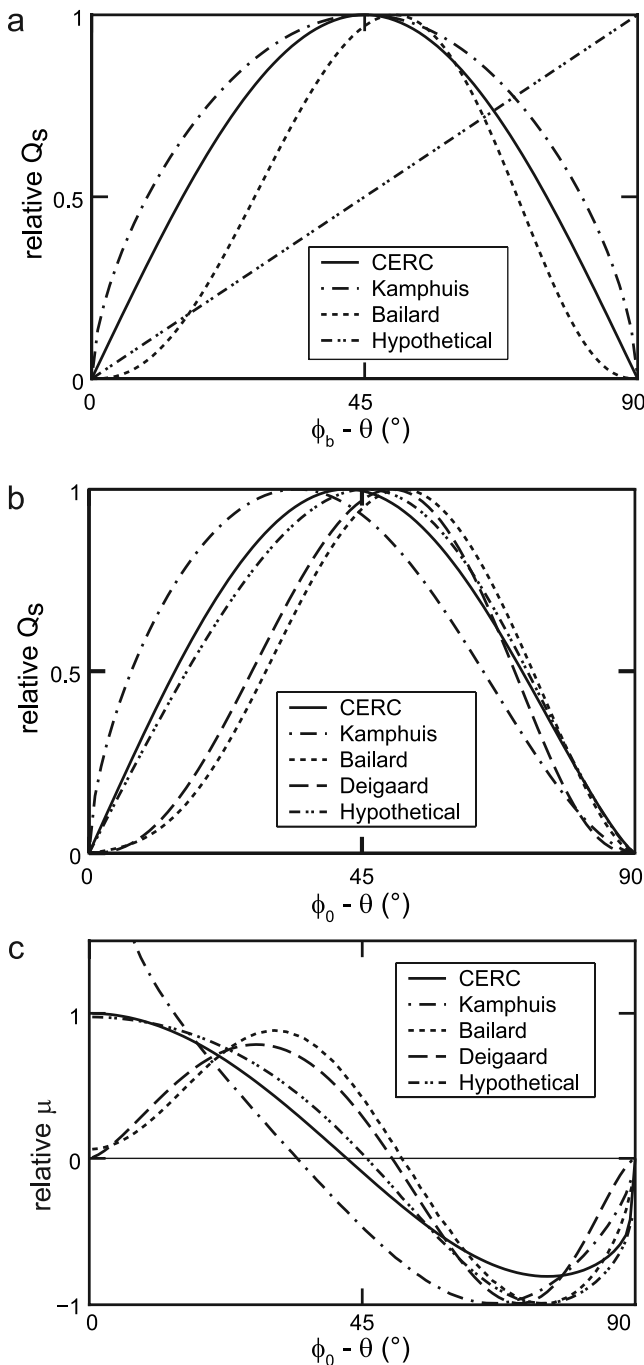 a
1
relative Qs
0.5
CERC
Kamphuis
Bailard
Hypothetical
0
0 45 90
ϕb - θ (°)
b
1
relative Qs
0.5
CERC
Kamphuis
Bailard
Deigaard
Hypothetical
0
0 45 90
ϕ0 - θ (°)
c
CERC
Kamphuis
Bailard
Deigaard
Hypothetical
1
relative μ
0
−1
0 45 90
ϕ0 - θ (°)